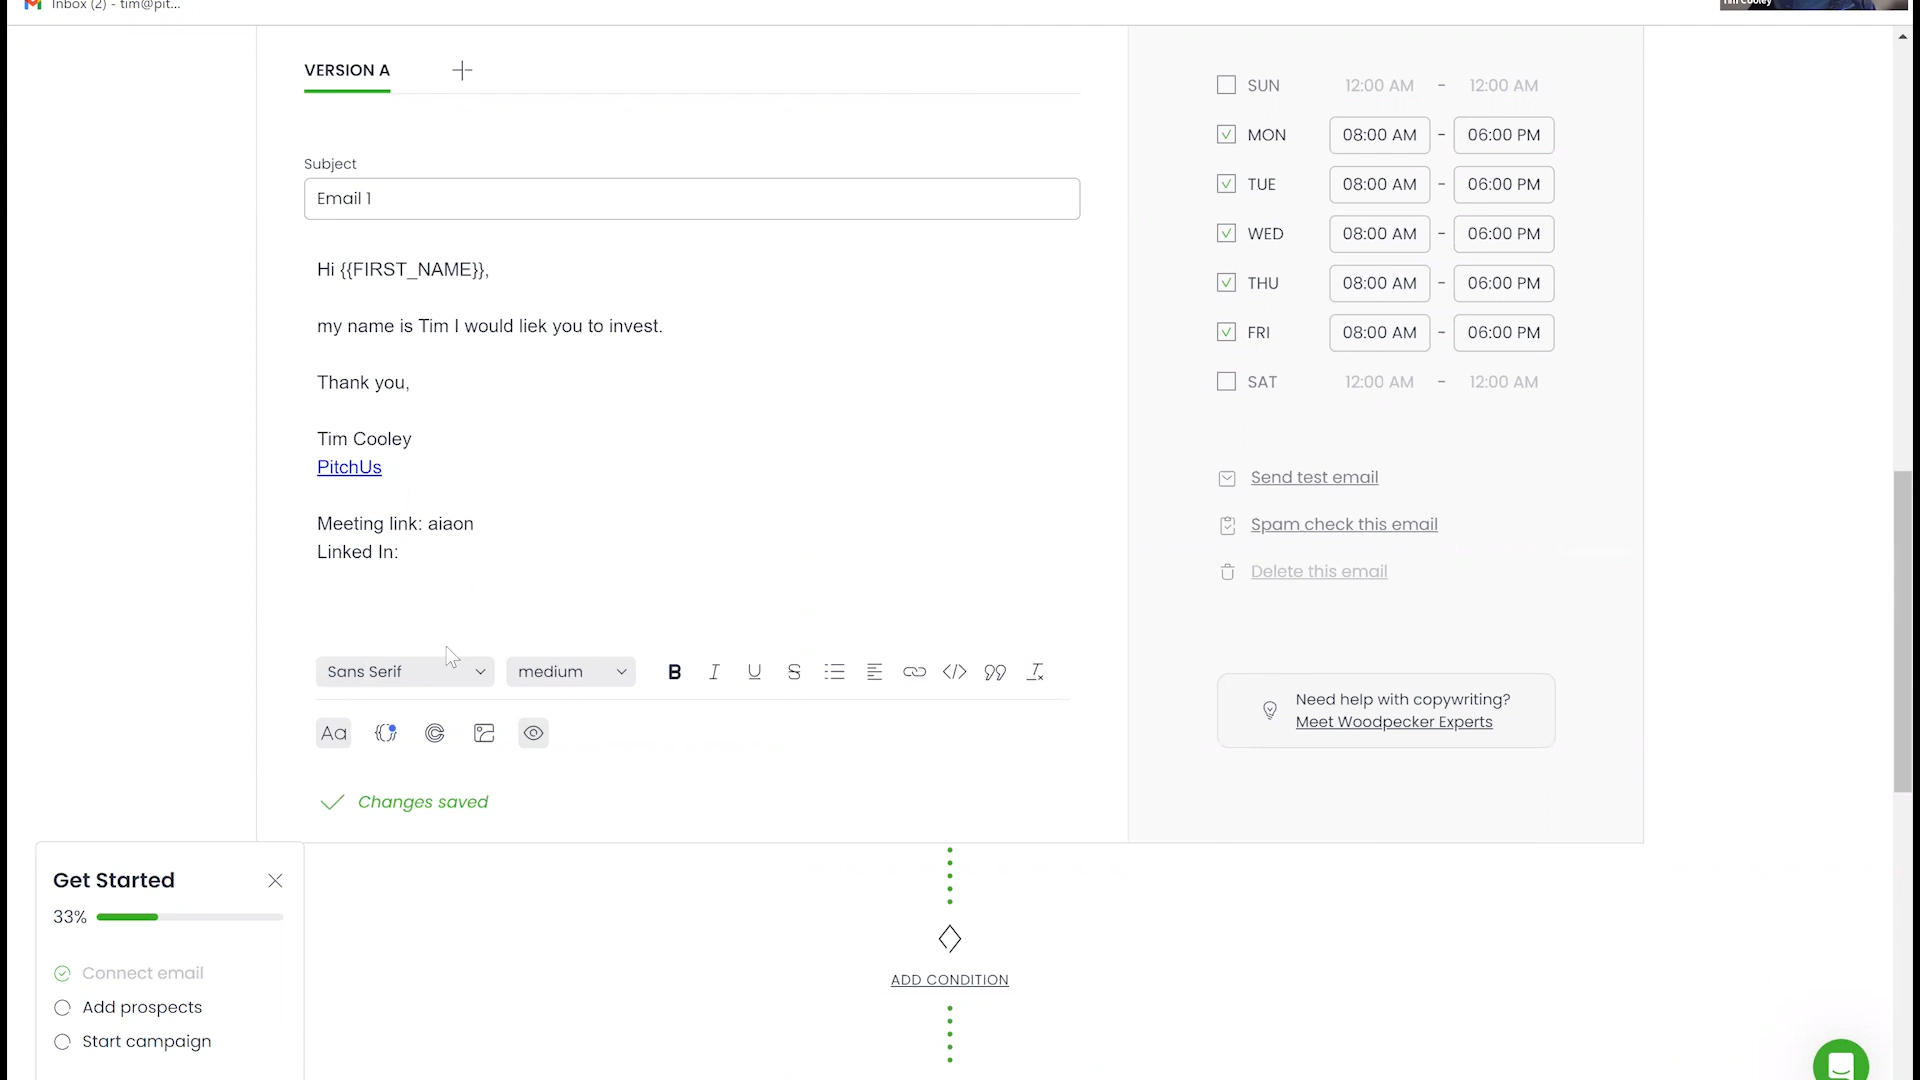 Inbox (2) - tim@pit...
Tim Cooley
VERSION A
Subject
Email 1
Hi {{FIRST_NAME}},
my name is Tim I would liek you to invest.
Thank you,
Tim Cooley
PitchUs
Meeting link: aiaon
Linked In:
Sans Serif
medium
B I U S
Aa
Changes saved
SUN 12:00 AM - 12:00 AM
MON 08:00 AM - 06:00 PM
TUE 08:00 AM - 06:00 PM
WED 08:00 AM - 06:00 PM
THU 08:00 AM - 06:00 PM
FRI 08:00 AM - 06:00 PM
SAT 12:00 AM - 12:00 AM
Send test email
Spam check this email
Delete this email
Need help with copywriting?
Meet Woodpecker Experts
Get Started
33%
Connect email
Add prospects
Start campaign
ADD CONDITION